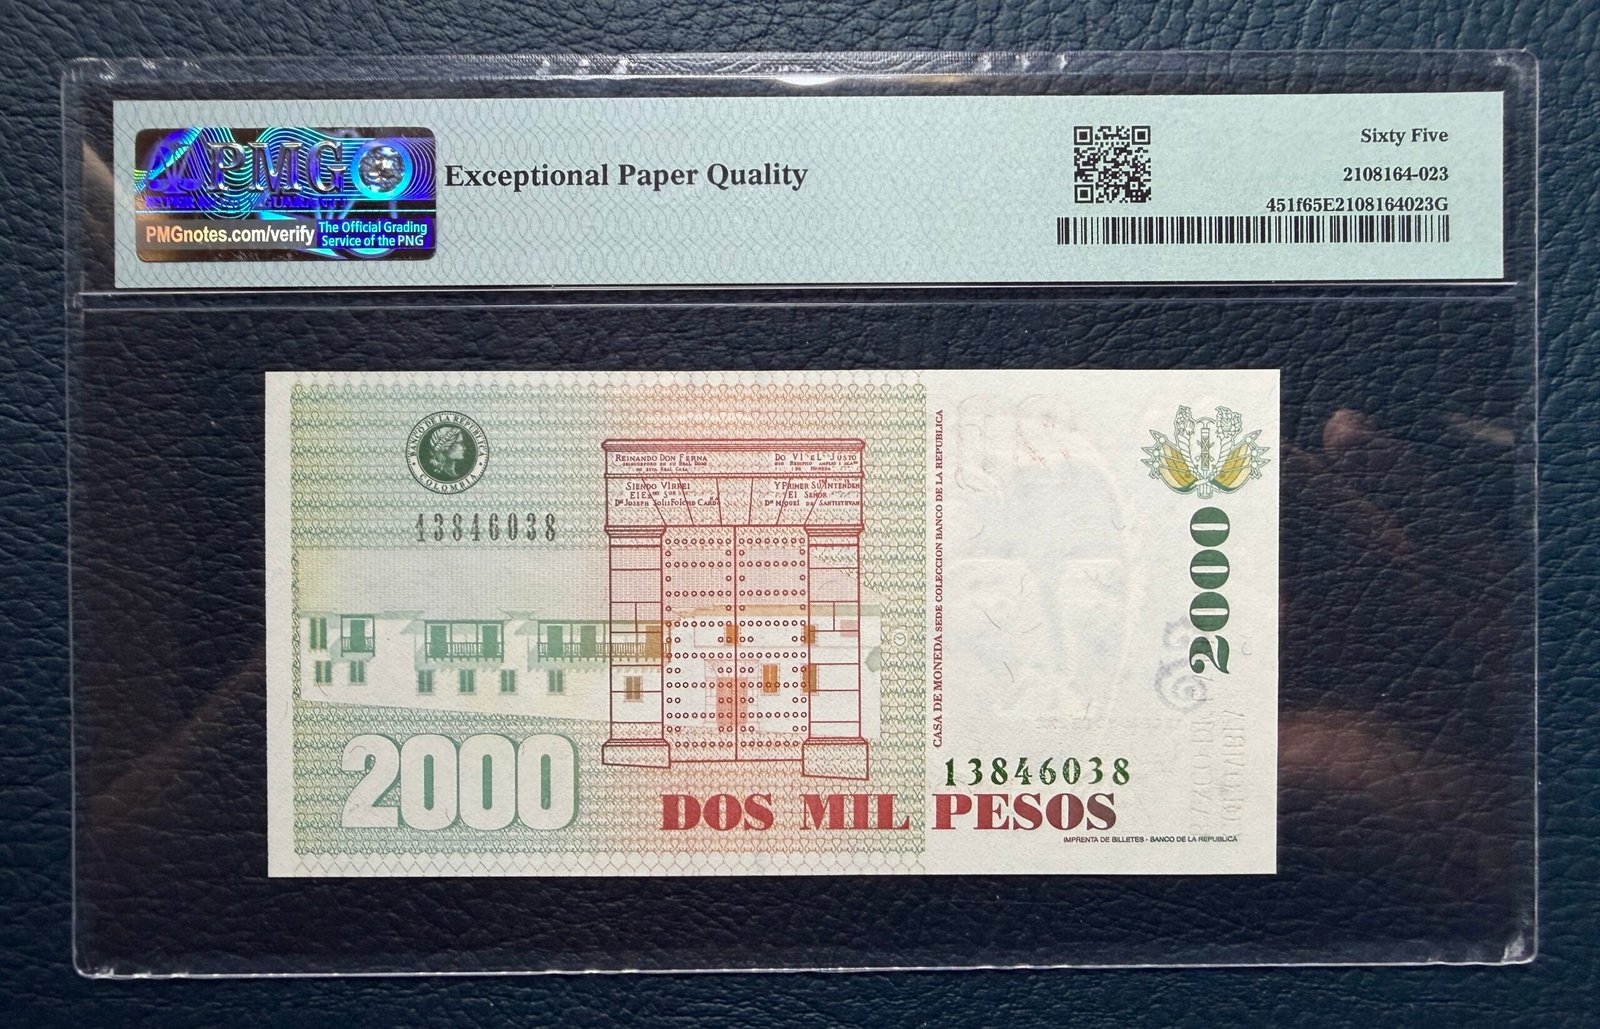 PMG
PMGnotes.com/verify
The Official Grading
Service of the PNG
Exceptional Paper Quality
Sixty Five
2108164-023
451f65E2108164023G
BANCO DE LA REPUBLICA
COLOMBIA
13846038
REINANDO DON FERNA
DO VI EL JUSTO
SIENDO VIRREI
Y PRIMER SUPINTENDEN
EL SEÑOR
CASA DE MONEDA SEDE COLECCION BANCO DE LA REPUBLICA
2000
2000
13846038
DOS MIL PESOS
IMPRENTA DE BILLETES - BANCO DE LA REPUBLICA